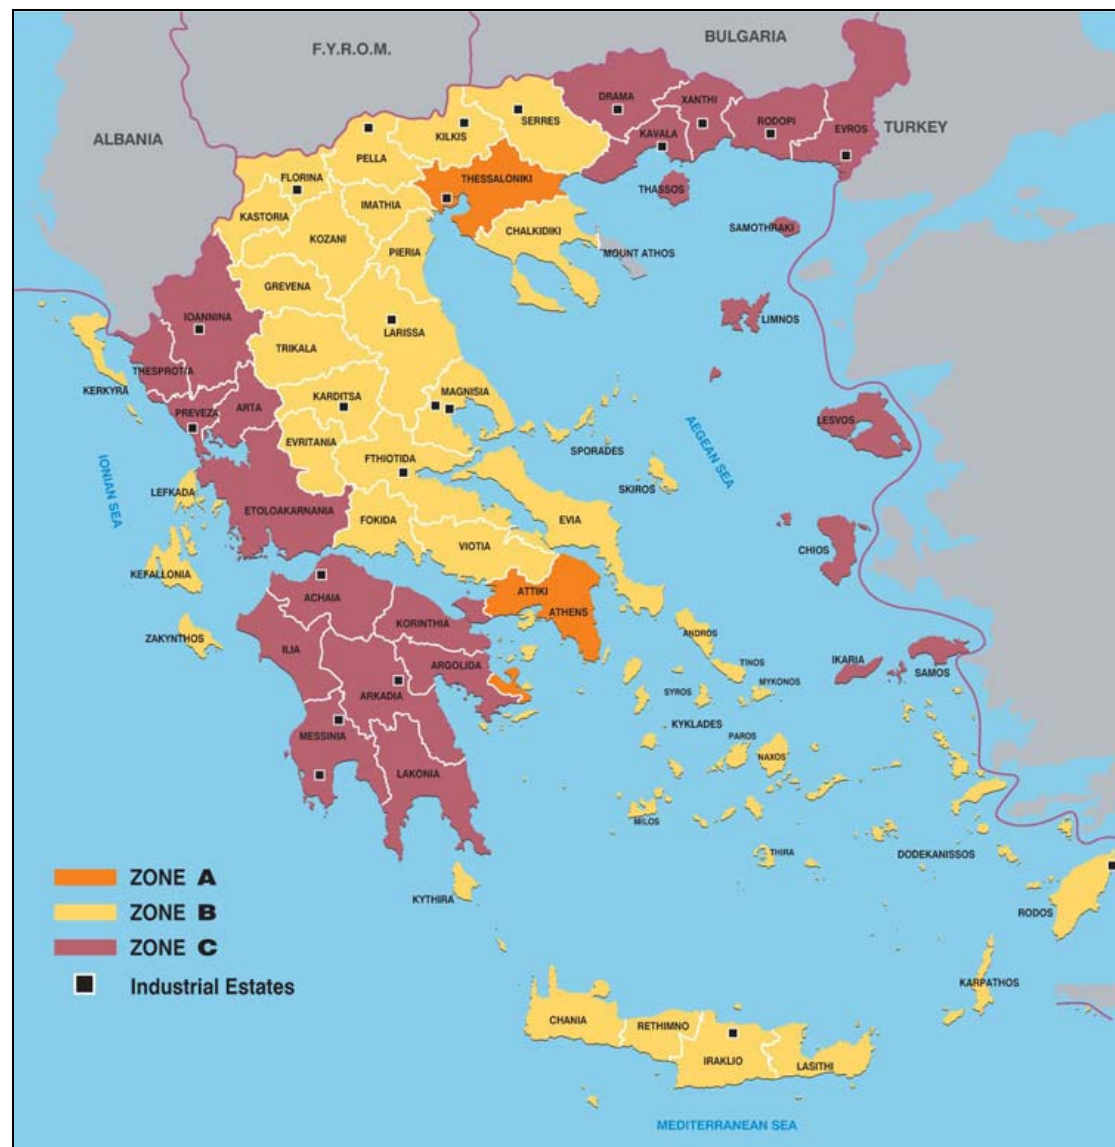 BULGARIA
F.Y.R.O.M.
ALBANIA
TURKEY
DRAMA
XANTHI
SERRES
KILKIS
KAVALA
RODOPI
EVROS
PELLA
FLORINA
THESSALONIKI
THASSOS
KASTORIA
IMATHIA
SAMOTHRAKI
CHALKIDIKI
KOZANI
PIERIA
MOUNT ATHOS
GREVENA
IOANNINA
LIMNOS
LARISSA
TRIKALA
THESPROTIA
KERKYRA
MAGNISIA
KARDITSA
ARTA
PREVEZA
LESVOS
AEGEAN SEA
EVRITANIA
SPORADES
FTHIOTIDA
IONIAN SEA
LEFKADA
SKIROS
ETOLOAKARNANIA
FOKIDA
EVIA
VIOTIA
CHIOS
KEFALLONIA
ATTIKI
ACHAIA
ATHENS
KORINTHIA
ZAKYNTHOS
ANDROS
ILIA
ARGOLIDA
TINOS
IKARIA
SAMOS
ARKADIA
SYROS
MYKONOS
KYKLADES
MESSINIA
PAROS
NAXOS
LAKONIA
MILOS
THIRA
DODEKANISSOS
ZONE A
KYTHIRA
ZONE B
RODOS
ZONE C
KARPATHOS
Industrial Estates
CHANIA
RETHIMNO
IRAKLIO
LASITHI
MEDITERRANEAN SEA